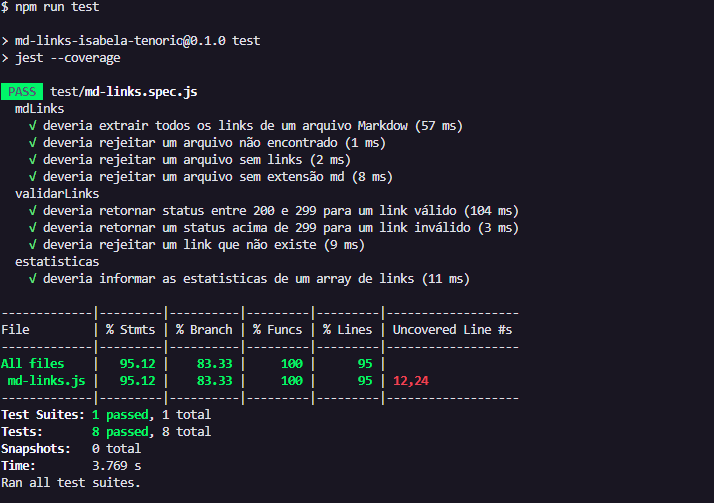 $ npm run test
> md-links-isabela-tenorio@0.1.0 test
> jest --coverage
PASS test/md-links.spec.js
mdLinks
√ deveria extrair todos os links de um arquivo Markdow (57 ms)
√ deveria rejeitar um arquivo não encontrado (1 ms)
√ deveria rejeitar um arquivo sem links (2 ms)
√ deveria rejeitar um arquivo sem extensão md (8 ms)
validarLinks
√ deveria retornar status entre 200 e 299 para um link válido (104 ms)
√ deveria retornar um status acima de 299 para um link inválido (3 ms)
√ deveria rejeitar um link que não existe (9 ms)
estatisticas
√ deveria informar as estatisticas de um array de links (11 ms)
-------------|---------|----------|---------|---------|-------------------
File         | % Stmts | % Branch | % Funcs | % Lines | Uncovered Line #s
-------------|---------|----------|---------|---------|-------------------
All files    |   95.12 |    83.33 |     100 |      95 |
 md-links.js |   95.12 |    83.33 |     100 |      95 | 12,24
-------------|---------|----------|---------|---------|-------------------
Test Suites: 1 passed, 1 total
Tests:       8 passed, 8 total
Snapshots:   0 total
Time:        3.769 s
Ran all test suites.